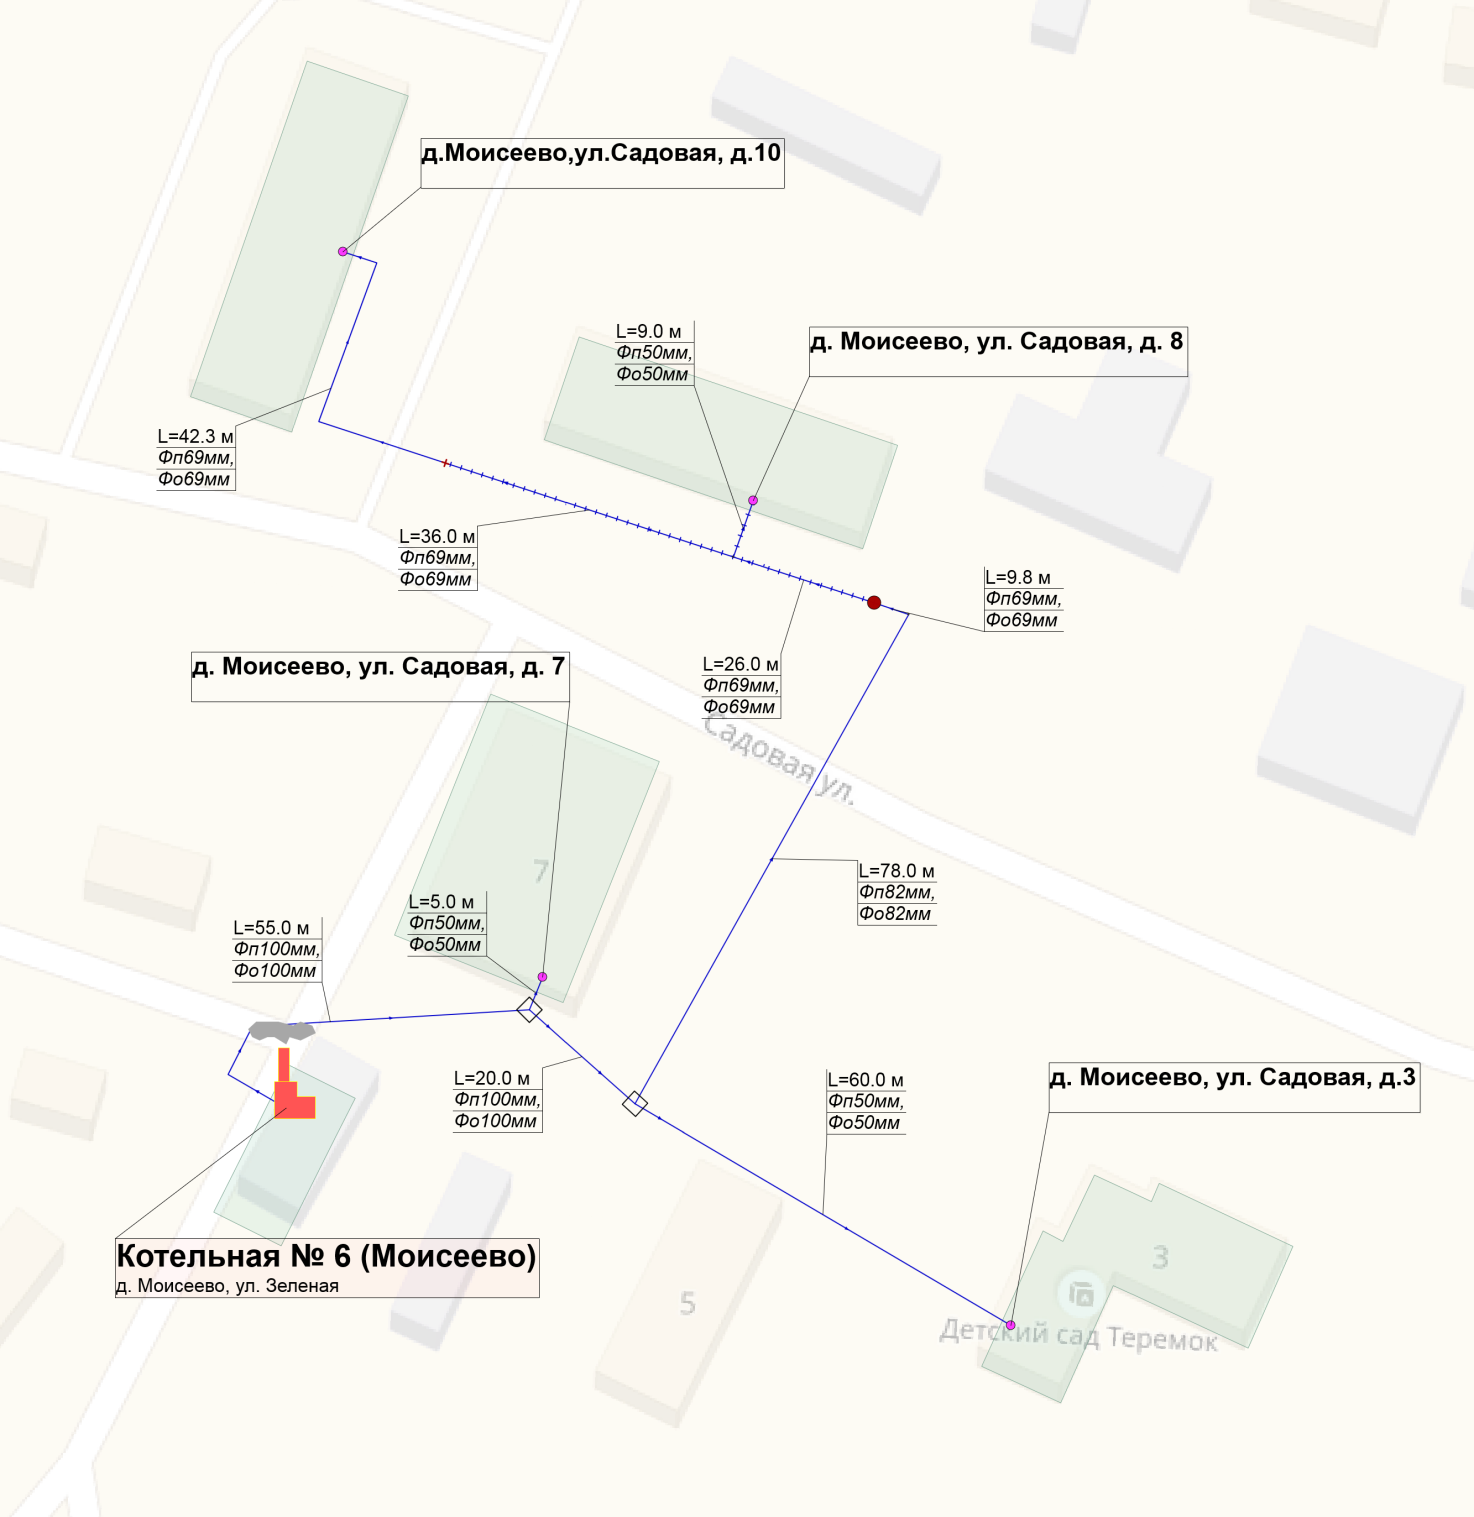 д.Моисеево,ул.Садовая, д.10
L=9.0 м
Фп50мм,
Фо50мм
д. Моисеево, ул. Садовая, д. 8
L=42.3 м
Фп69мм,
Фо69мм
L=36.0 м
Фп69мм,
Фо69мм
L=9.8 м
Фп69мм,
Фо69мм
д. Моисеево, ул. Садовая, д. 7
L=26.0 м
Фп69мм,
Фо69мм
Садовая ул.
7
L=78.0 м
Фп82мм,
Фо82мм
L=5.0 м
Фп50мм,
Фо50мм
L=55.0 м
Фп100мм,
Фо100мм
L=20.0 м
Фп100мм,
Фо100мм
L=60.0 м
Фп50мм,
Фо50мм
д. Моисеево, ул. Садовая, д.3
Котельная № 6 (Моисеево)
д. Моисеево, ул. Зеленая
3
5
Детский сад Теремок